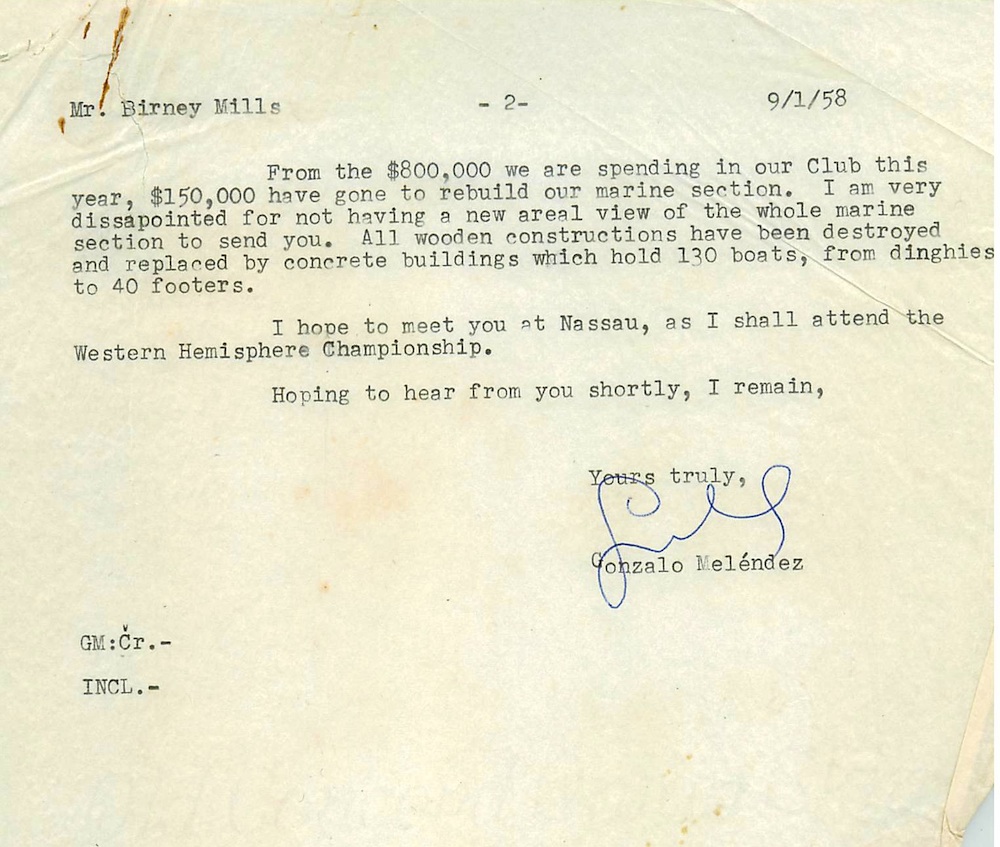 Mr. Birney Mills - 2- 9/1/58
From the $800,000 we are spending in our Club this
year, $150,000 have gone to rebuild our marine section. I am very
dissapointed for not having a new areal view of the whole marine
section to send you. All wooden constructions have been destroyed
and replaced by concrete buildings which hold 130 boats, from dinghies
to 40 footers.
I hope to meet you at Nassau, as I shall attend the
Western Hemisphere Championship.
Hoping to hear from you shortly, I remain,
Yours truly,
Gonzalo Meléndez
GM:Čr.-
INCL.-